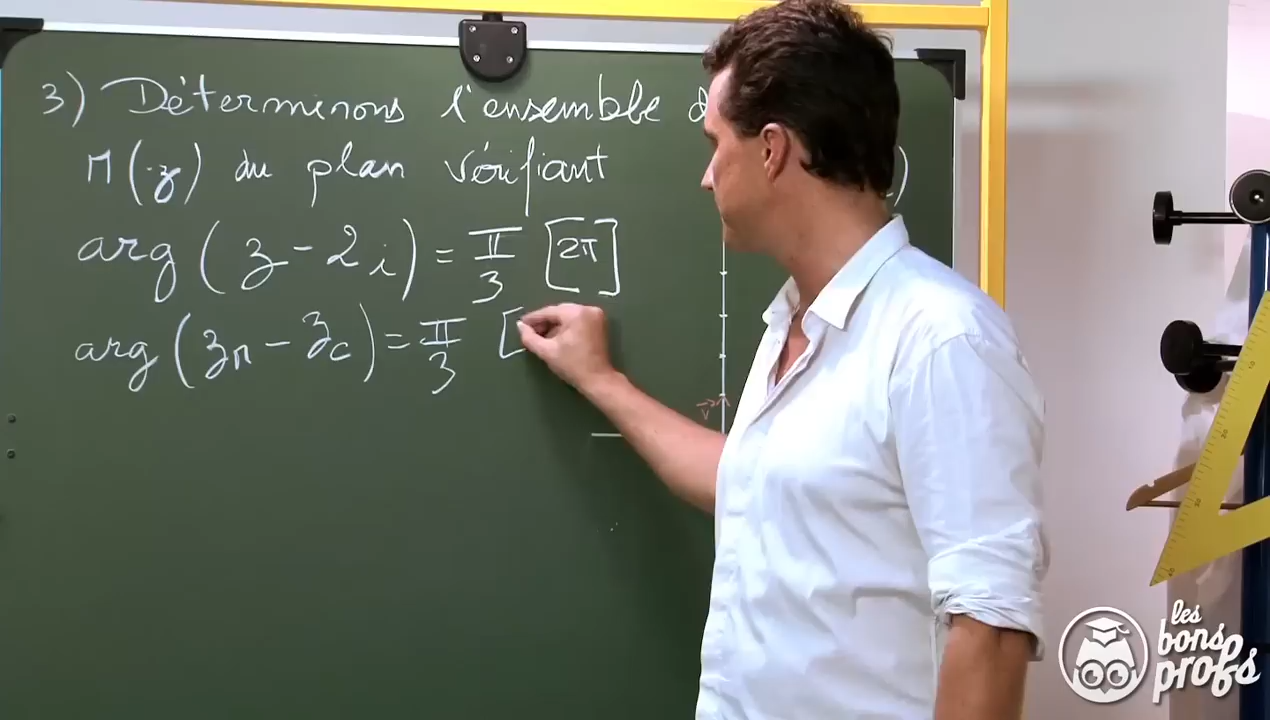 3) Déterminons l'ensemble d
M(z) du plan vérifiant )
arg(z - 2i) = π/3 [2π]
arg(zM - zC) = π/3 [
v
les bons profs